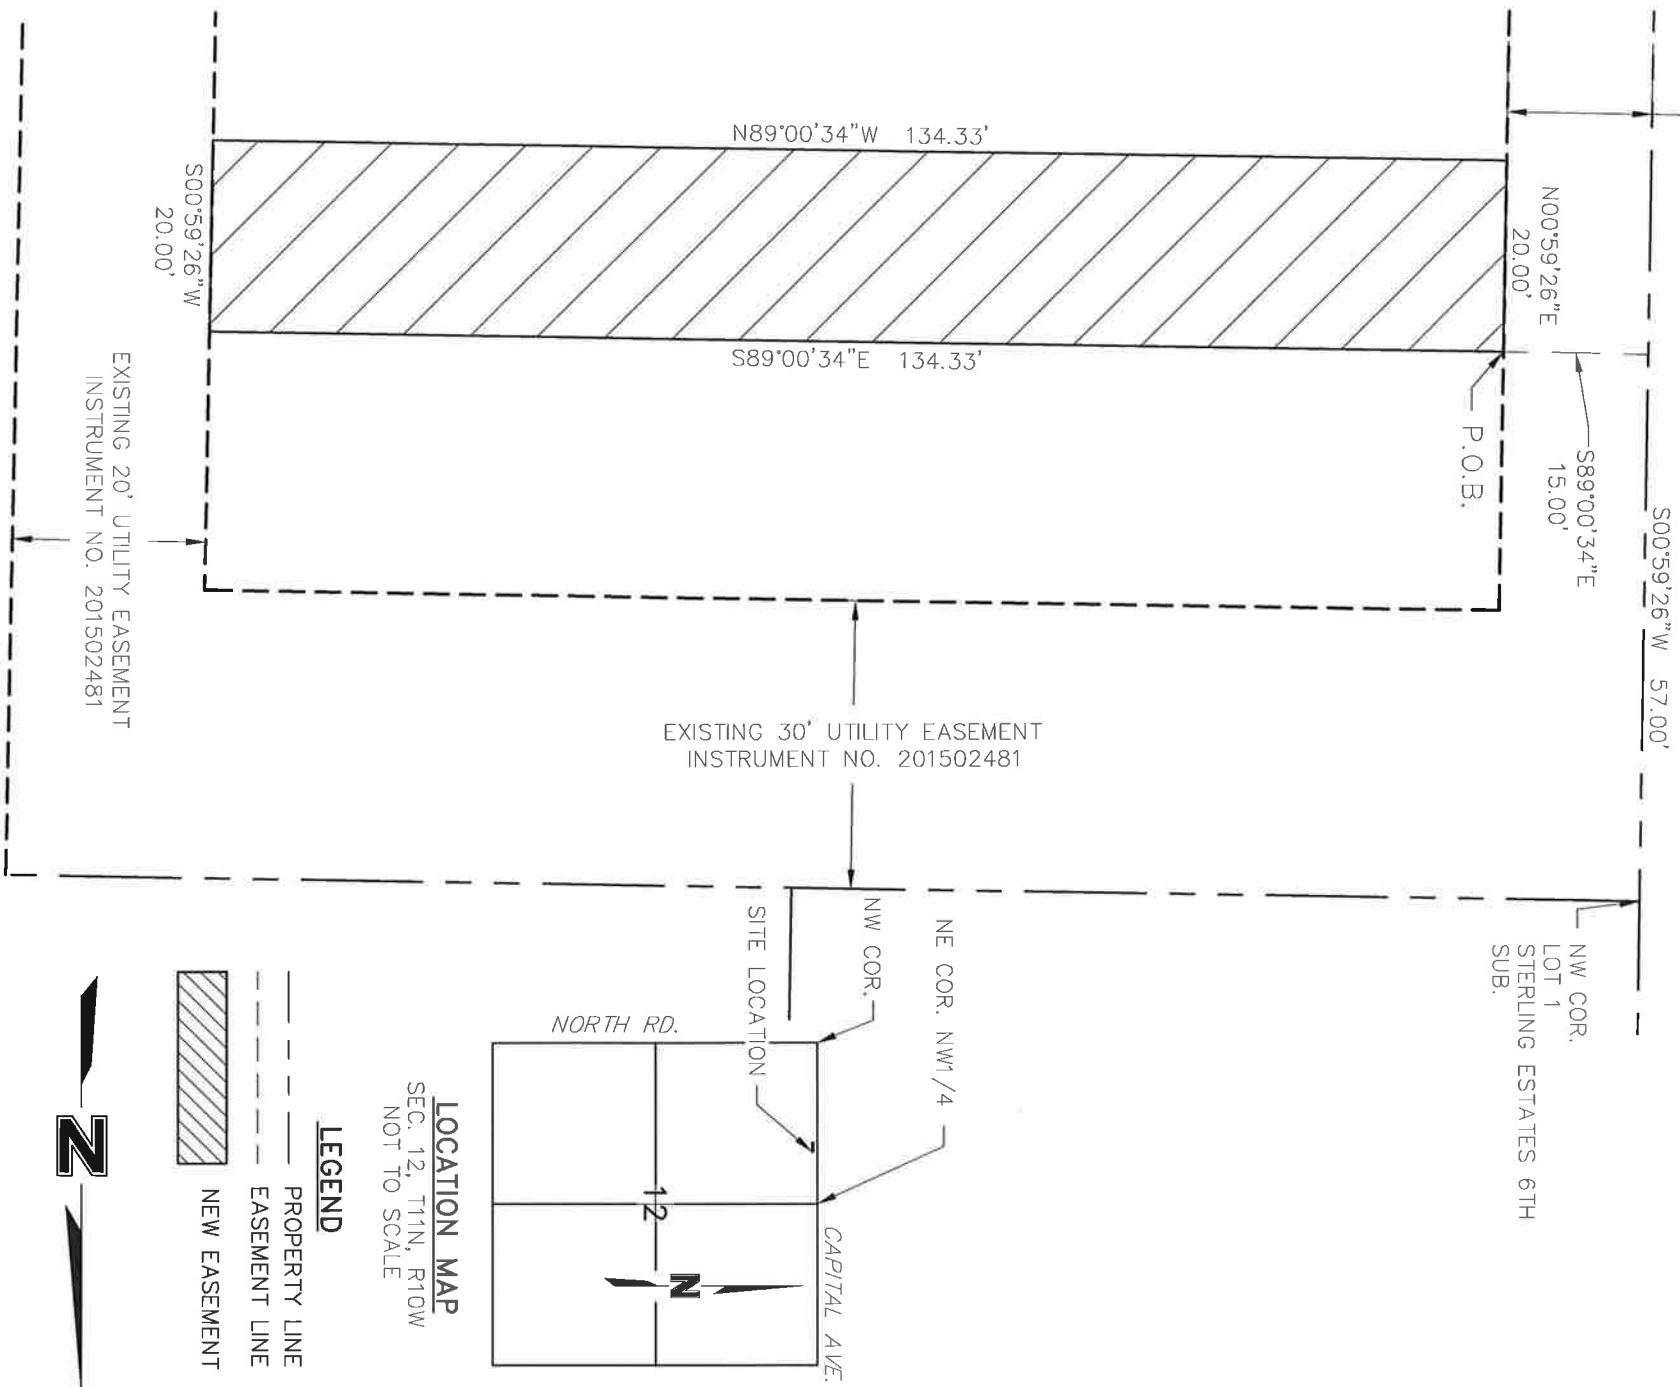 N89°00'34"W 134.33'
N00°59'26"E
20.00'
S00°59'26"W
20.00'
S89°00'34"E 134.33'
P.O.B.
S89°00'34"E
15.00'
S00°59'26"W 57.00'
EXISTING 20' UTILITY EASEMENT
INSTRUMENT NO. 201502481
EXISTING 30' UTILITY EASEMENT
INSTRUMENT NO. 201502481
NW COR.
LOT 1
STERLING ESTATES 6TH
SUB.
NE COR. NW1/4
NW COR.
SITE LOCATION
NORTH RD.
CAPITAL AVE.
12
N
LOCATION MAP
SEC. 12, T11N, R10W
NOT TO SCALE
LEGEND
PROPERTY LINE
EASEMENT LINE
NEW EASEMENT
N